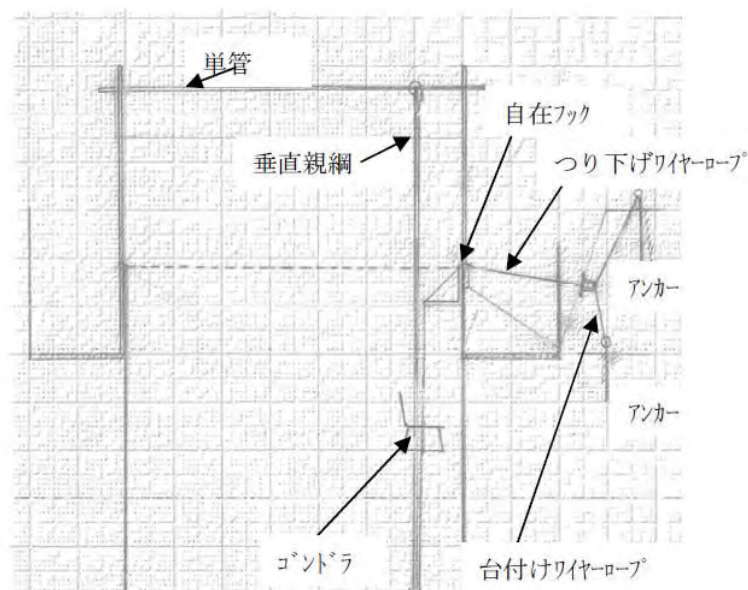 単管
自在ﾌｯｸ
垂直親綱
つり下げﾜｲﾔｰﾛｰﾌﾟ
ｱﾝｶｰ
ｱﾝｶｰ
ｺﾞﾝﾄﾞﾗ
台付けﾜｲﾔｰﾛｰﾌﾟ